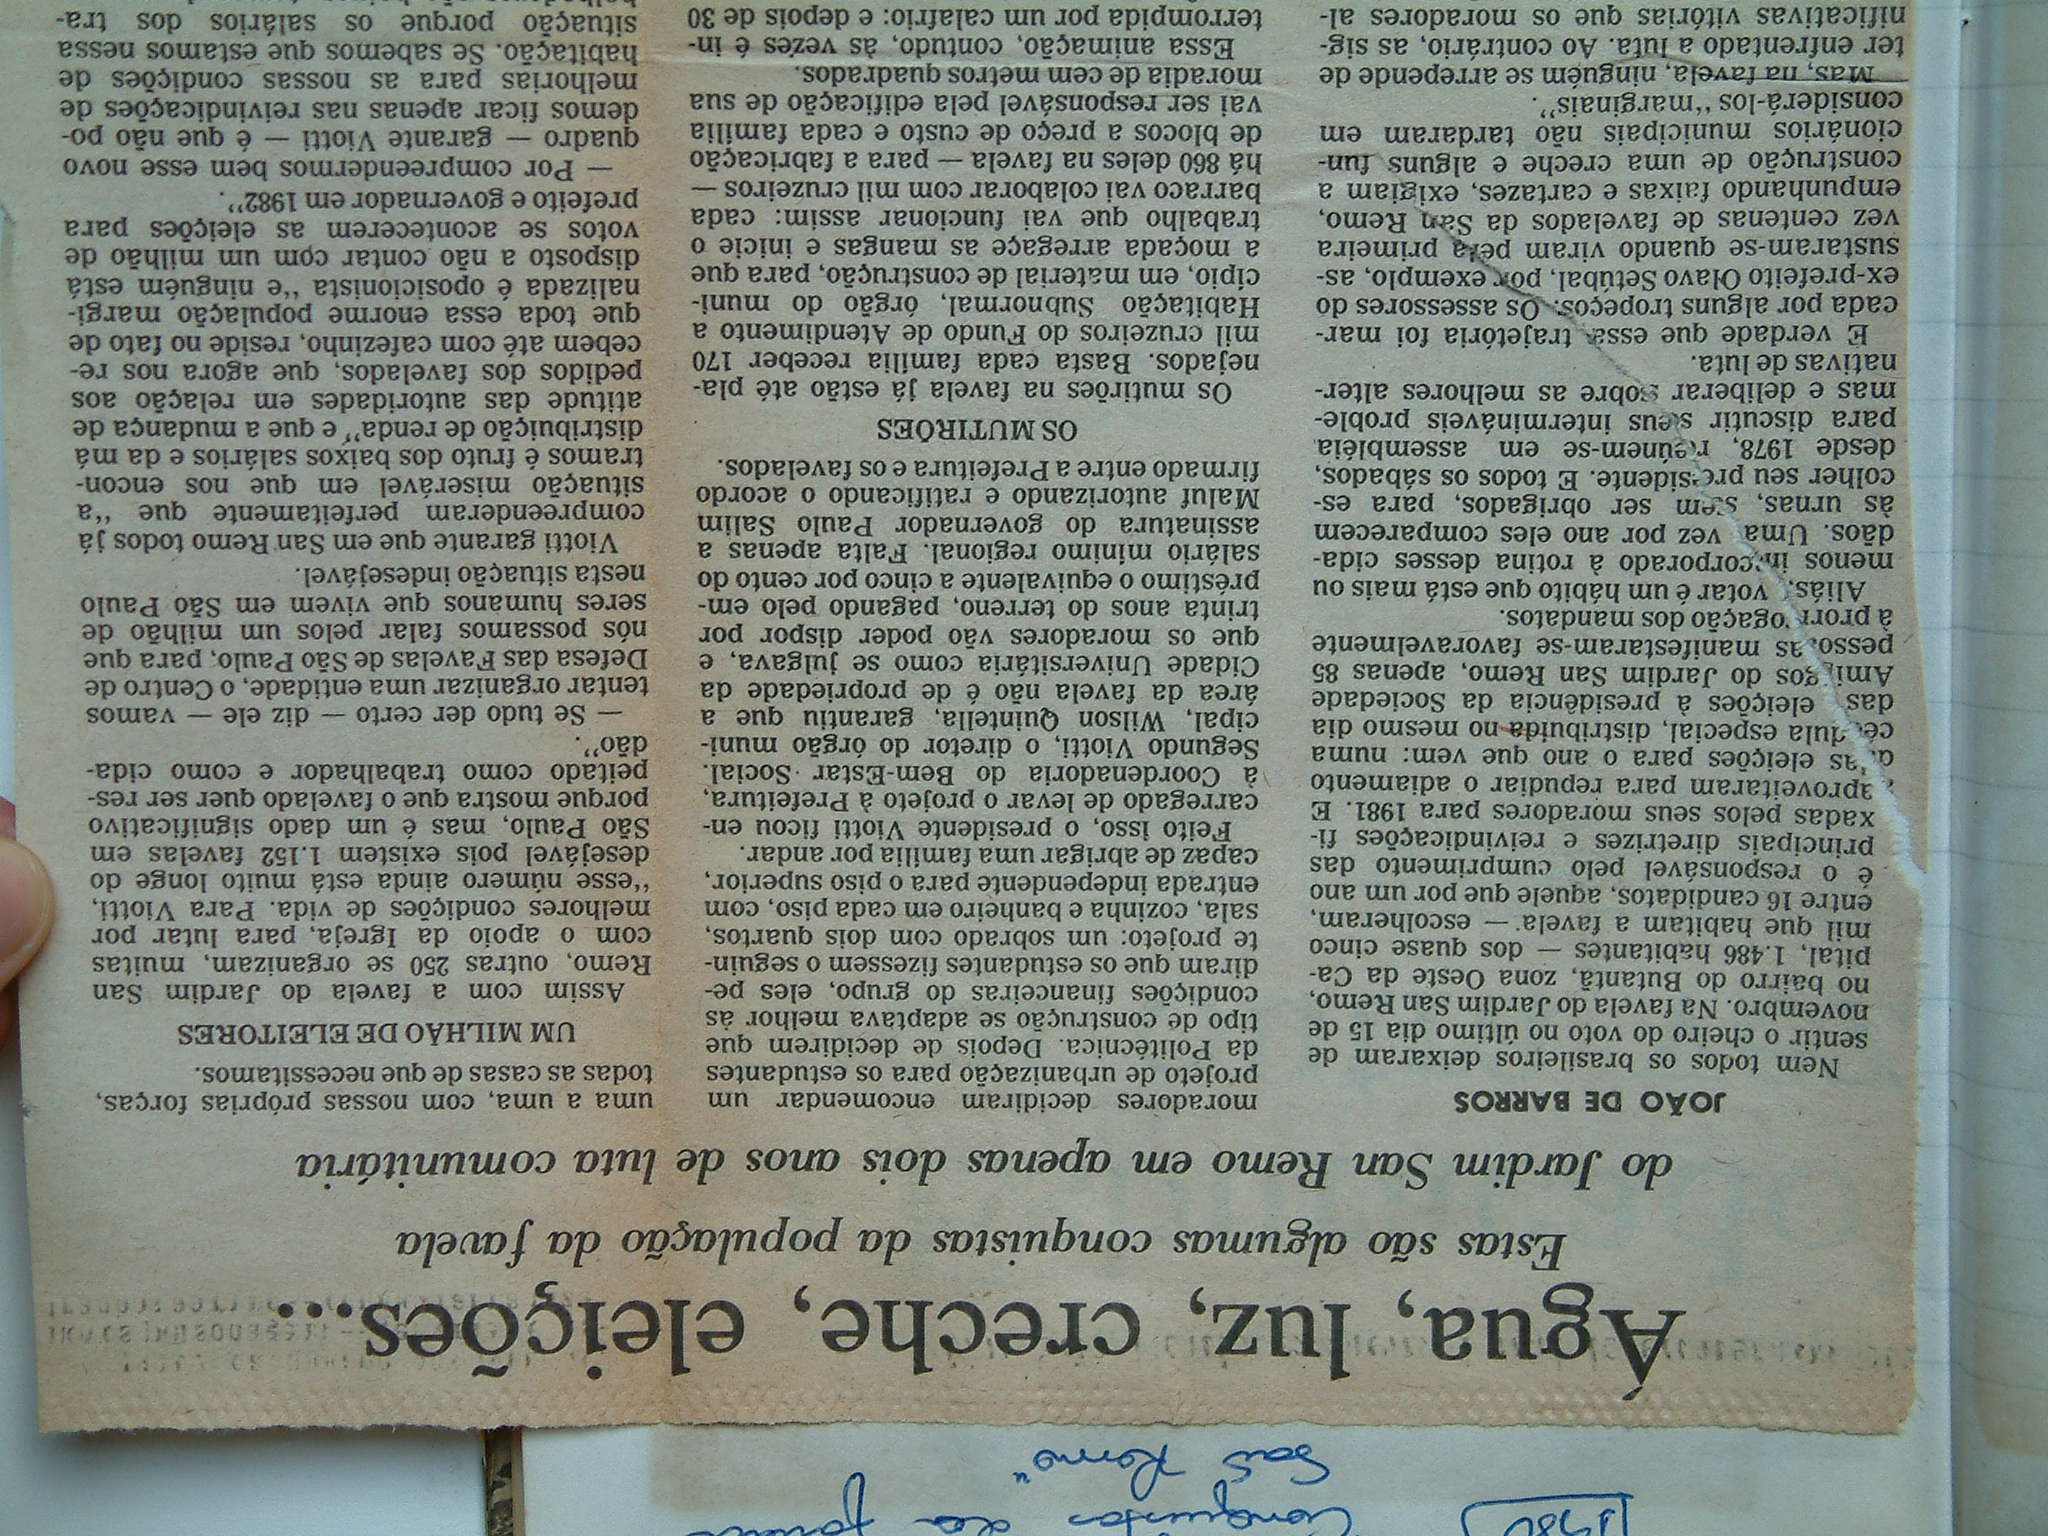 1980
Conquistas da favela
San Remo"
Água, luz, creche, eleições...
Estas são algumas conquistas da população da favela
do Jardim San Remo em apenas dois anos de luta comunitária
JOÃO DE BARROS
Nem todos os brasileiros deixaram de
sentir o cheiro do voto no último dia 15 de
novembro. Na favela do Jardim San Remo,
no bairro do Butantã, zona Oeste da Ca-
pital, 1.486 habitantes — dos quase cinco
mil que habitam a favela — escolheram,
entre 16 candidatos, aquele que por um ano
é o responsável pelo cumprimento das
principais diretrizes e reivindicações fi-
xadas pelos seus moradores para 1981. E
aproveitaram para repudiar o adiamento
das eleições para o ano que vem: numa
cédula especial, distribuída no mesmo dia
das eleições à presidência da Sociedade
Amigos do Jardim San Remo, apenas 85
pessoas manifestaram-se favoravelmente
à prorrogação dos mandatos.
Aliás, votar é um hábito que está mais ou
menos incorporado à rotina desses cida-
dãos. Uma vez por ano eles comparecem
às urnas, sem ser obrigados, para es-
colher seu presidente. E todos os sábados,
desde 1978, reúnem-se em assembléia
para discutir seus intermináveis proble-
mas e deliberar sobre as melhores alter-
nativas de luta.
É verdade que essa trajetória foi mar-
cada por alguns tropeços. Os assessores do
ex-prefeito Olavo Setúbal, por exemplo, as-
sustaram-se quando viram pela primeira
vez centenas de favelados da San Remo,
empunhando faixas e cartazes, exigiam a
construção de uma creche e alguns fun-
cionários municipais não tardaram em
considerá-los "marginais".
Mas, na favela, ninguém se arrepende de
ter enfrentado a luta. Ao contrário, as sig-
nificativas vitórias que os moradores al-
moradores decidiram encomendar um
projeto de urbanização para os estudantes
da Politécnica. Depois de decidirem que
tipo de construção se adaptava melhor às
condições financeiras do grupo, eles pe-
diram que os estudantes fizessem o seguin-
te projeto: um sobrado com dois quartos,
sala, cozinha e banheiro em cada piso, com
entrada independente para o piso superior,
capaz de abrigar uma família por andar.
Feito isso, o presidente Viotti ficou en-
carregado de levar o projeto à Prefeitura,
à Coordenadoria do Bem-Estar Social.
Segundo Viotti, o diretor do órgão muni-
cipal, Wilson Quintella, garantiu que a
área da favela não é de propriedade da
Cidade Universitária como se julgava, e
que os moradores vão poder dispor por
trinta anos do terreno, pagando pelo em-
préstimo o equivalente a cinco por cento do
salário mínimo regional. Falta apenas a
assinatura do governador Paulo Salim
Maluf autorizando e ratificando o acordo
firmado entre a Prefeitura e os favelados.
OS MUTIRÕES
Os mutirões na favela já estão até pla-
nejados. Basta cada família receber 170
mil cruzeiros do Fundo de Atendimento a
Habitação Subnormal, órgão do muni-
cípio, em material de construção, para que
a moçada arregaçe as mangas e inicie o
trabalho que vai funcionar assim: cada
barraco vai colaborar com mil cruzeiros —
há 860 deles na favela — para a fabricação
de blocos a preço de custo e cada família
vai ser responsável pela edificação de sua
moradia de cem metros quadrados.
Essa animação, contudo, às vezes é in-
terrompida por um calafrio: e depois de 30
uma a uma, com nossas próprias forças,
todas as casas de que necessitamos.
UM MILHÃO DE ELEITORES
Assim com a favela do Jardim San
Remo, outras 250 se organizam, muitas
com o apoio da Igreja, para lutar por
melhores condições de vida. Para Viotti,
"esse número ainda está muito longe do
desejável pois existem 1.152 favelas em
São Paulo, mas é um dado significativo
porque mostra que o favelado quer ser res-
peitado como trabalhador e como cida-
dão".
— Se tudo der certo — diz ele — vamos
tentar organizar uma entidade, o Centro de
Defesa das Favelas de São Paulo, para que
nós possamos falar pelos um milhão de
seres humanos que vivem em São Paulo
nesta situação indesejável.
Viotti garante que em San Remo todos já
compreenderam perfeitamente que "a
situação miserável em que nos encon-
tramos é fruto dos baixos salários e da má
distribuição de renda" e que a mudança de
atitude das autoridades em relação aos
pedidos dos favelados, que agora nos re-
cebem até com cafezinho, reside no fato de
que toda essa enorme população margi-
nalizada é oposicionista "e ninguém está
disposto a não contar com um milhão de
votos se acontecerem as eleições para
prefeito e governador em 1982".
— Por compreendermos bem esse novo
quadro — garante Viotti — é que não po-
demos ficar apenas nas reivindicações de
melhorias para as nossas condições de
habitação. Se sabemos que estamos nessa
situação porque os salários dos tra-